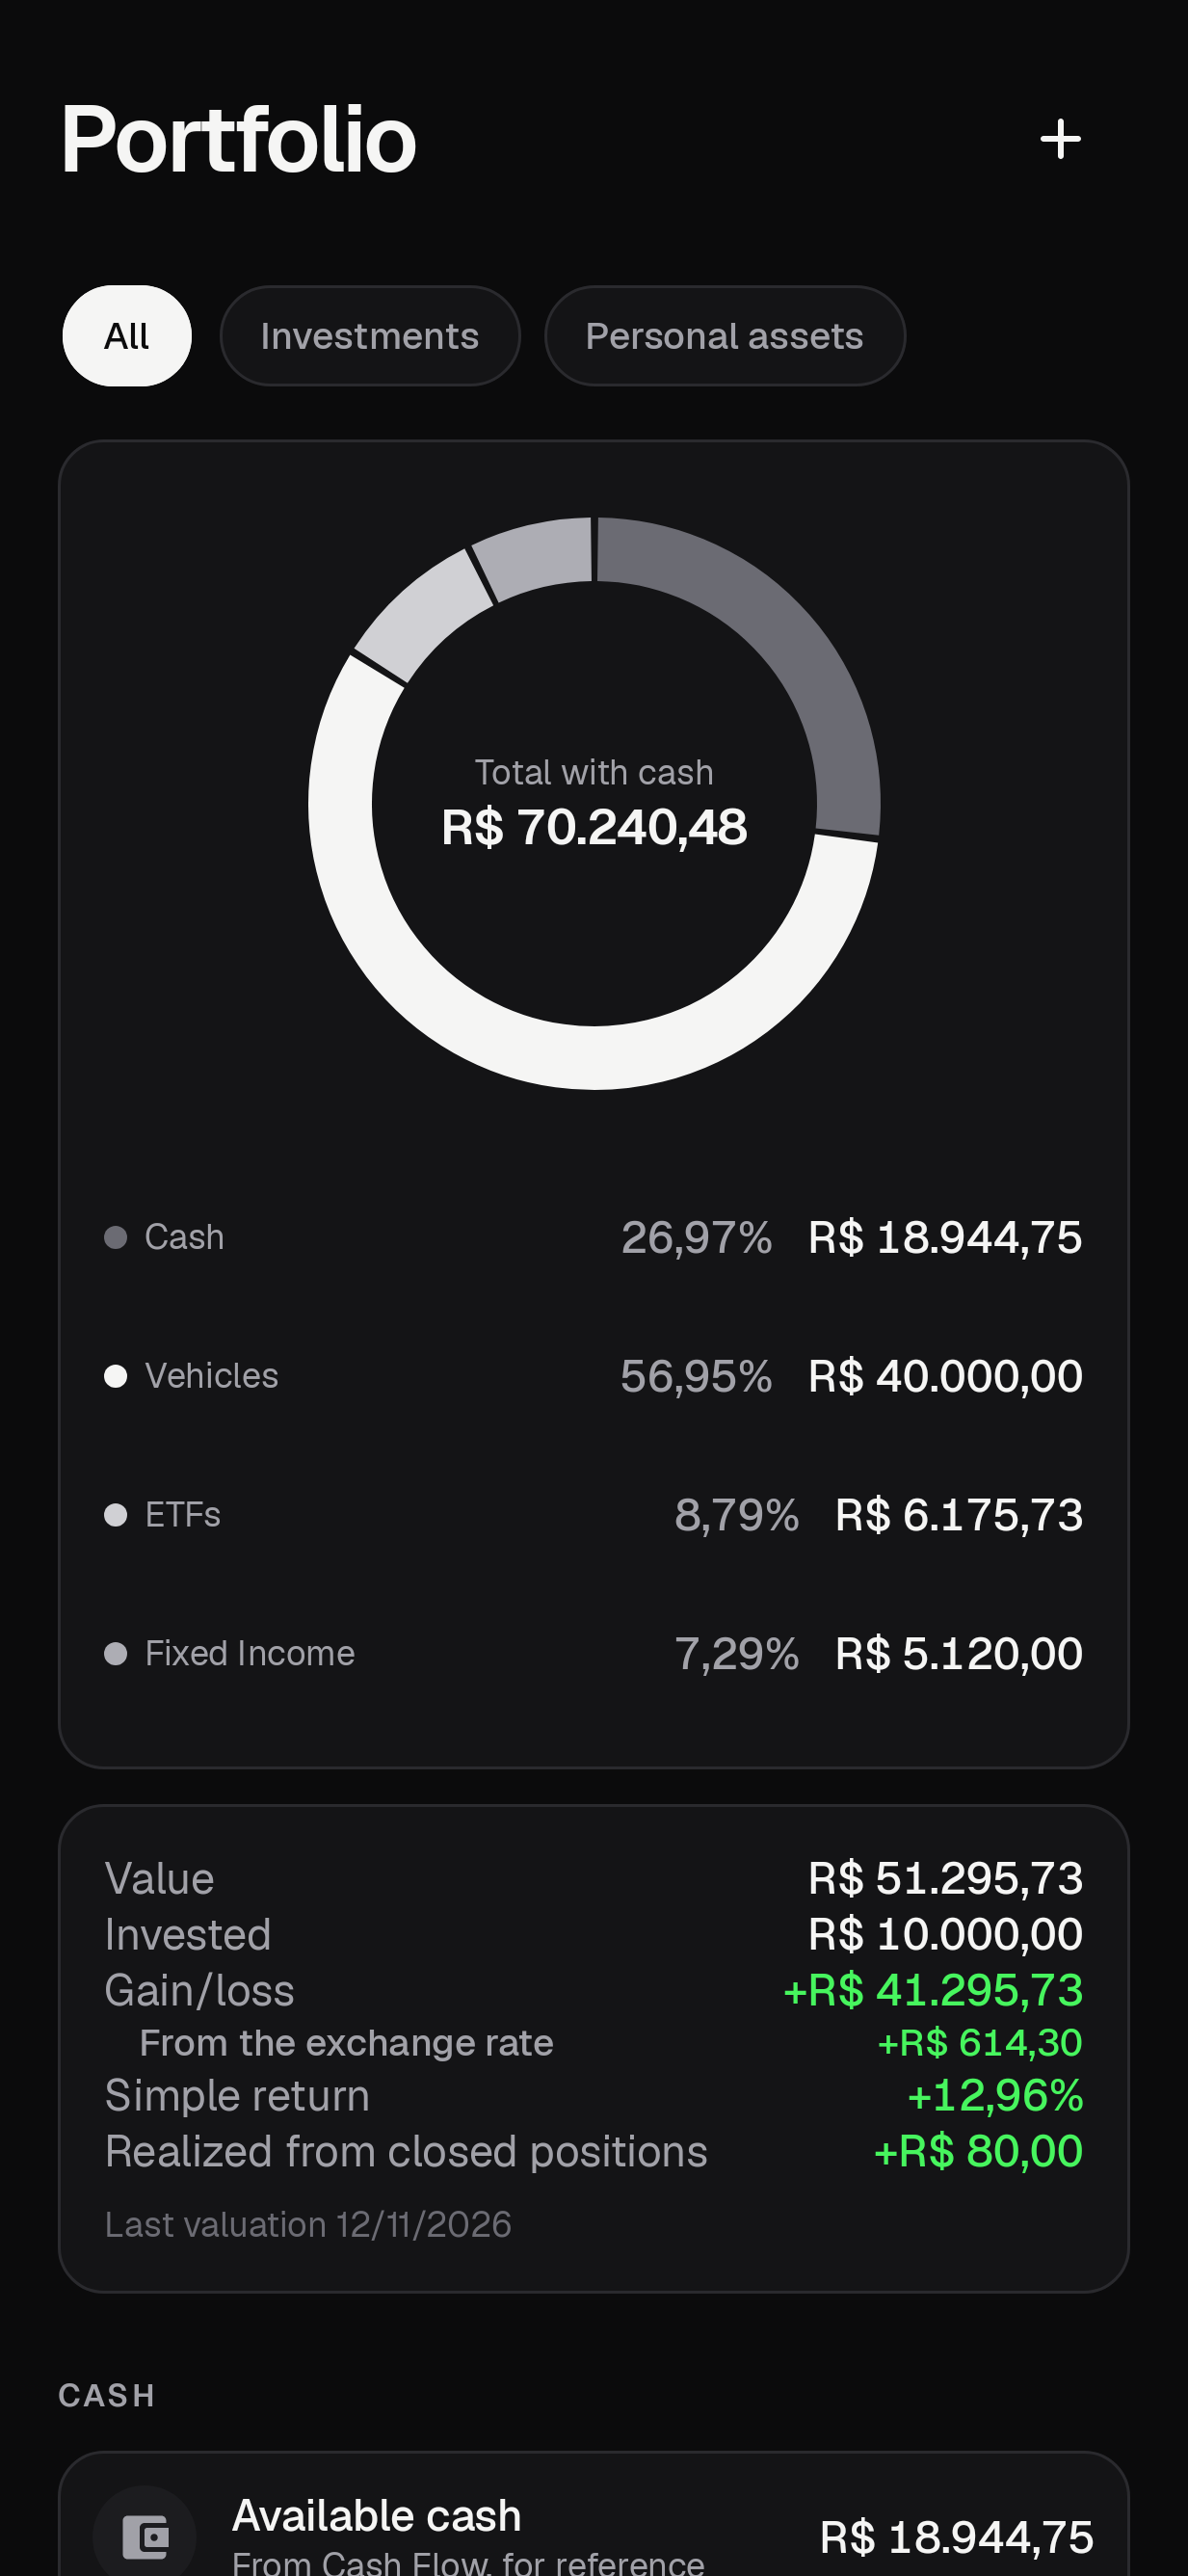 Portfolio
All
Investments
Personal assets
Total with cash
R$ 70.240,48
Cash 26,97% R$ 18.944,75
Vehicles 56,95% R$ 40.000,00
ETFs 8,79% R$ 6.175,73
Fixed Income 7,29% R$ 5.120,00
Value R$ 51.295,73
Invested R$ 10.000,00
Gain/loss +R$ 41.295,73
From the exchange rate +R$ 614,30
Simple return +12,96%
Realized from closed positions +R$ 80,00
Last valuation 12/11/2026
CASH
Available cash R$ 18.944,75
From Cash Flow, for reference